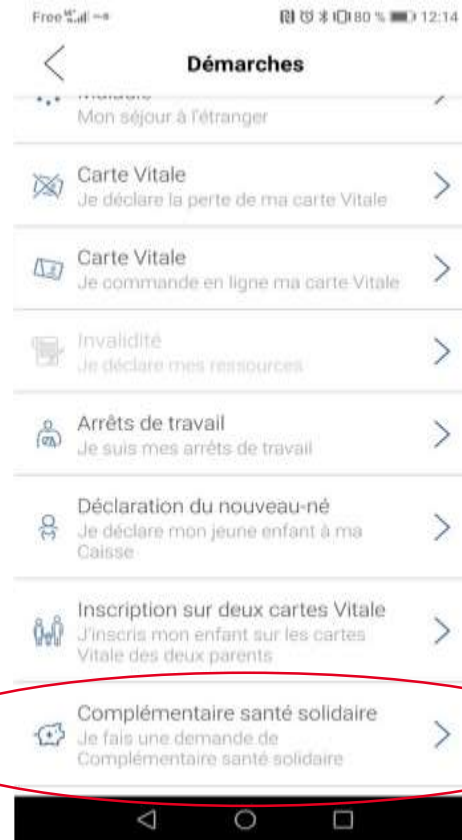 Free
80 % 12:14
Démarches
Mon séjour à l'étranger
Carte Vitale
Je déclare la perte de ma carte Vitale
Carte Vitale
Je commande en ligne ma carte Vitale
Invalidité
Je déclare mes ressources
Arrêts de travail
Je suis mes arrêts de travail
Déclaration du nouveau-né
Je déclare mon jeune enfant à ma
Caisse
Inscription sur deux cartes Vitale
J'inscris mon enfant sur les cartes
Vitale des deux parents
Complémentaire santé solidaire
Je fais une demande de
Complémentaire santé solidaire